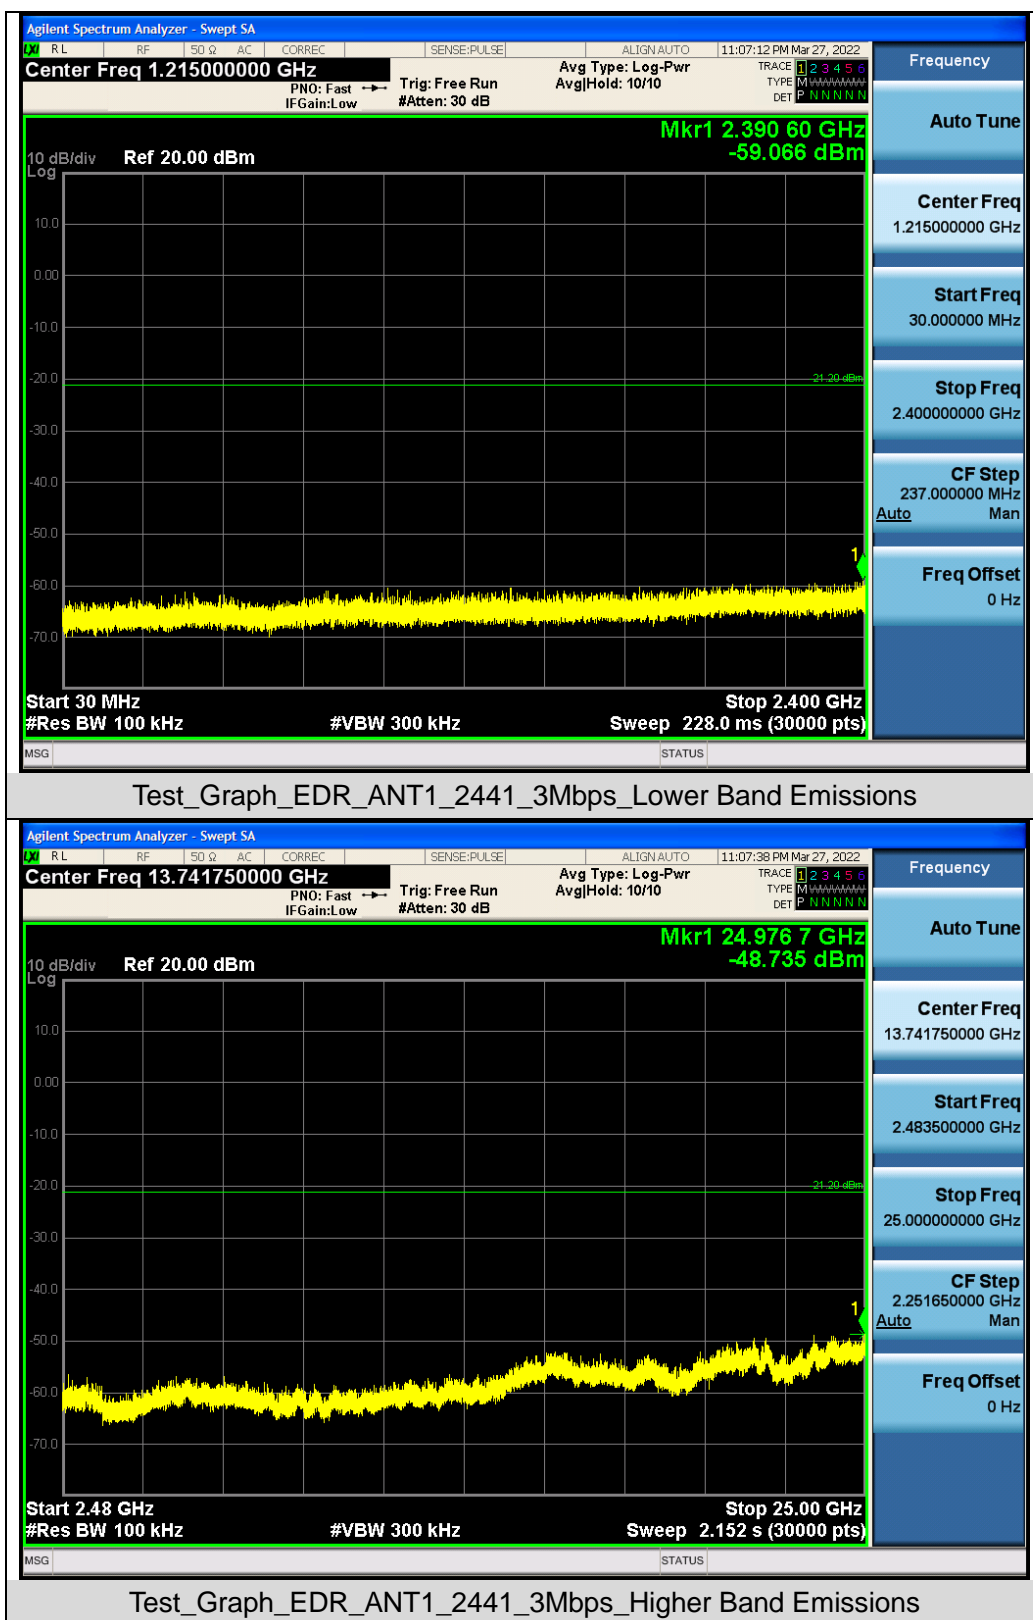 Agilent Spectrum Analyzer - Swept SA
LXI RL RF 50 Ω AC CORREC SENSE:PULSE ALIGN AUTO 11:07:12 PM Mar 27, 2022
Center Freq 1.215000000 GHz
PNO: Fast
IFGain:Low
Trig: Free Run
#Atten: 30 dB
Avg Type: Log-Pwr
Avg|Hold: 10/10
TRACE 1 2 3 4 5 6
TYPE M
DET P N N N N N
Mkr1 2.390 60 GHz
-59.066 dBm
10 dB/div Ref 20.00 dBm
Log
10.0
0.00
-10.0
-20.0
-21.20 dBm
-30.0
-40.0
-50.0
1
-60.0
-70.0
Start 30 MHz Stop 2.400 GHz
#Res BW 100 kHz #VBW 300 kHz Sweep 228.0 ms (30000 pts)
MSG STATUS
Frequency
Auto Tune
Center Freq
1.215000000 GHz
Start Freq
30.000000 MHz
Stop Freq
2.400000000 GHz
CF Step
237.000000 MHz
Auto Man
Freq Offset
0 Hz
Test_Graph_EDR_ANT1_2441_3Mbps_Lower Band Emissions
Agilent Spectrum Analyzer - Swept SA
LXI RL RF 50 Ω AC CORREC SENSE:PULSE ALIGN AUTO 11:07:38 PM Mar 27, 2022
Center Freq 13.741750000 GHz
PNO: Fast
IFGain:Low
Trig: Free Run
#Atten: 30 dB
Avg Type: Log-Pwr
Avg|Hold: 10/10
TRACE 1 2 3 4 5 6
TYPE M
DET P N N N N N
Mkr1 24.976 7 GHz
-48.735 dBm
10 dB/div Ref 20.00 dBm
Log
10.0
0.00
-10.0
-20.0
-21.20 dBm
-30.0
-40.0
1
-50.0
-60.0
-70.0
Start 2.48 GHz Stop 25.00 GHz
#Res BW 100 kHz #VBW 300 kHz Sweep 2.152 s (30000 pts)
MSG STATUS
Frequency
Auto Tune
Center Freq
13.741750000 GHz
Start Freq
2.483500000 GHz
Stop Freq
25.000000000 GHz
CF Step
2.251650000 GHz
Auto Man
Freq Offset
0 Hz
Test_Graph_EDR_ANT1_2441_3Mbps_Higher Band Emissions